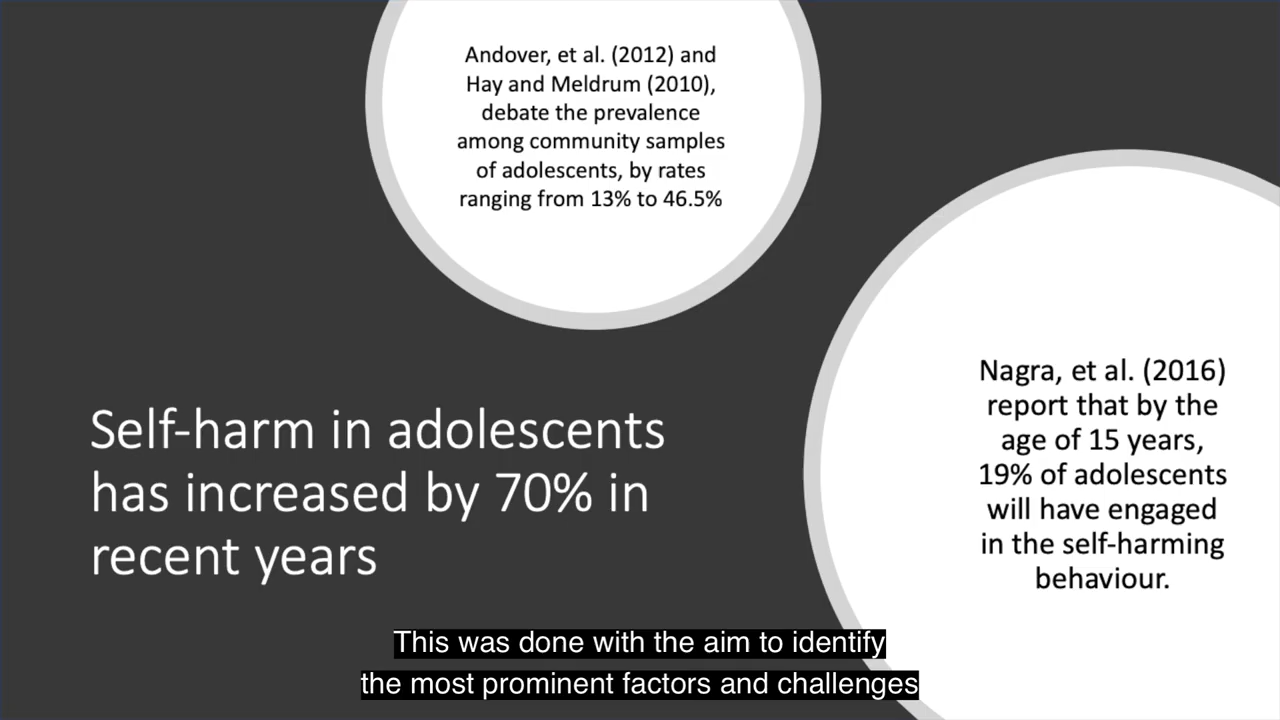 Andover, et al. (2012) and
Hay and Meldrum (2010),
debate the prevalence
among community samples
of adolescents, by rates
ranging from 13% to 46.5%
Self-harm in adolescents
has increased by 70% in
recent years
Nagra, et al. (2016)
report that by the
age of 15 years,
19% of adolescents
will have engaged
in the self-harming
behaviour.
This was done with the aim to identify
the most prominent factors and challenges